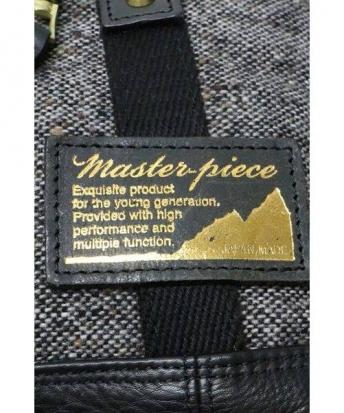 Master-piece
Exquisite product
for the young generation.
Provided with high
performance and
multiple function.
JAPAN MADE